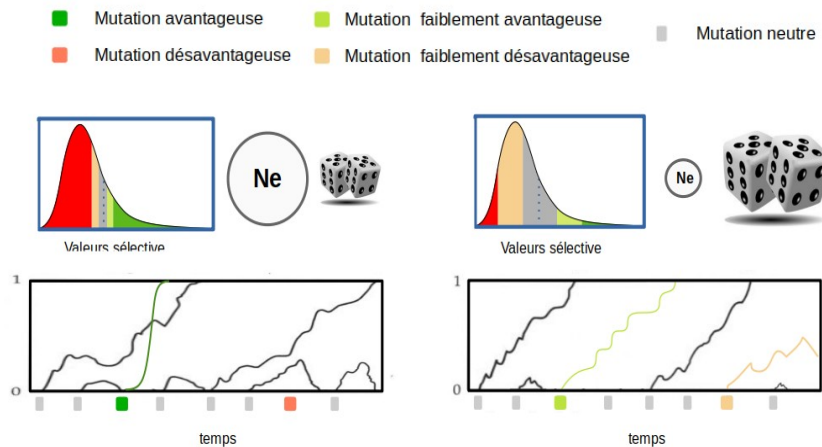 Mutation avantageuse
Mutation faiblement avantageuse
Mutation neutre
Mutation désavantageuse
Mutation faiblement désavantageuse
Ne
Ne
Valeurs sélective
Valeurs sélective
1
0
1
0
temps
temps